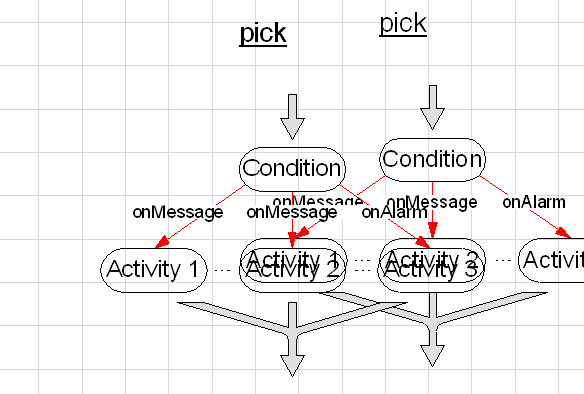 pick
pick
Condition
Condition
onMessage
onMessage
onAlarm
onMessage
onMessage
onAlarm
Activity 1
...
Activity 2
...
Activity 3
Activity 1
...
Activity 2
...
Activit